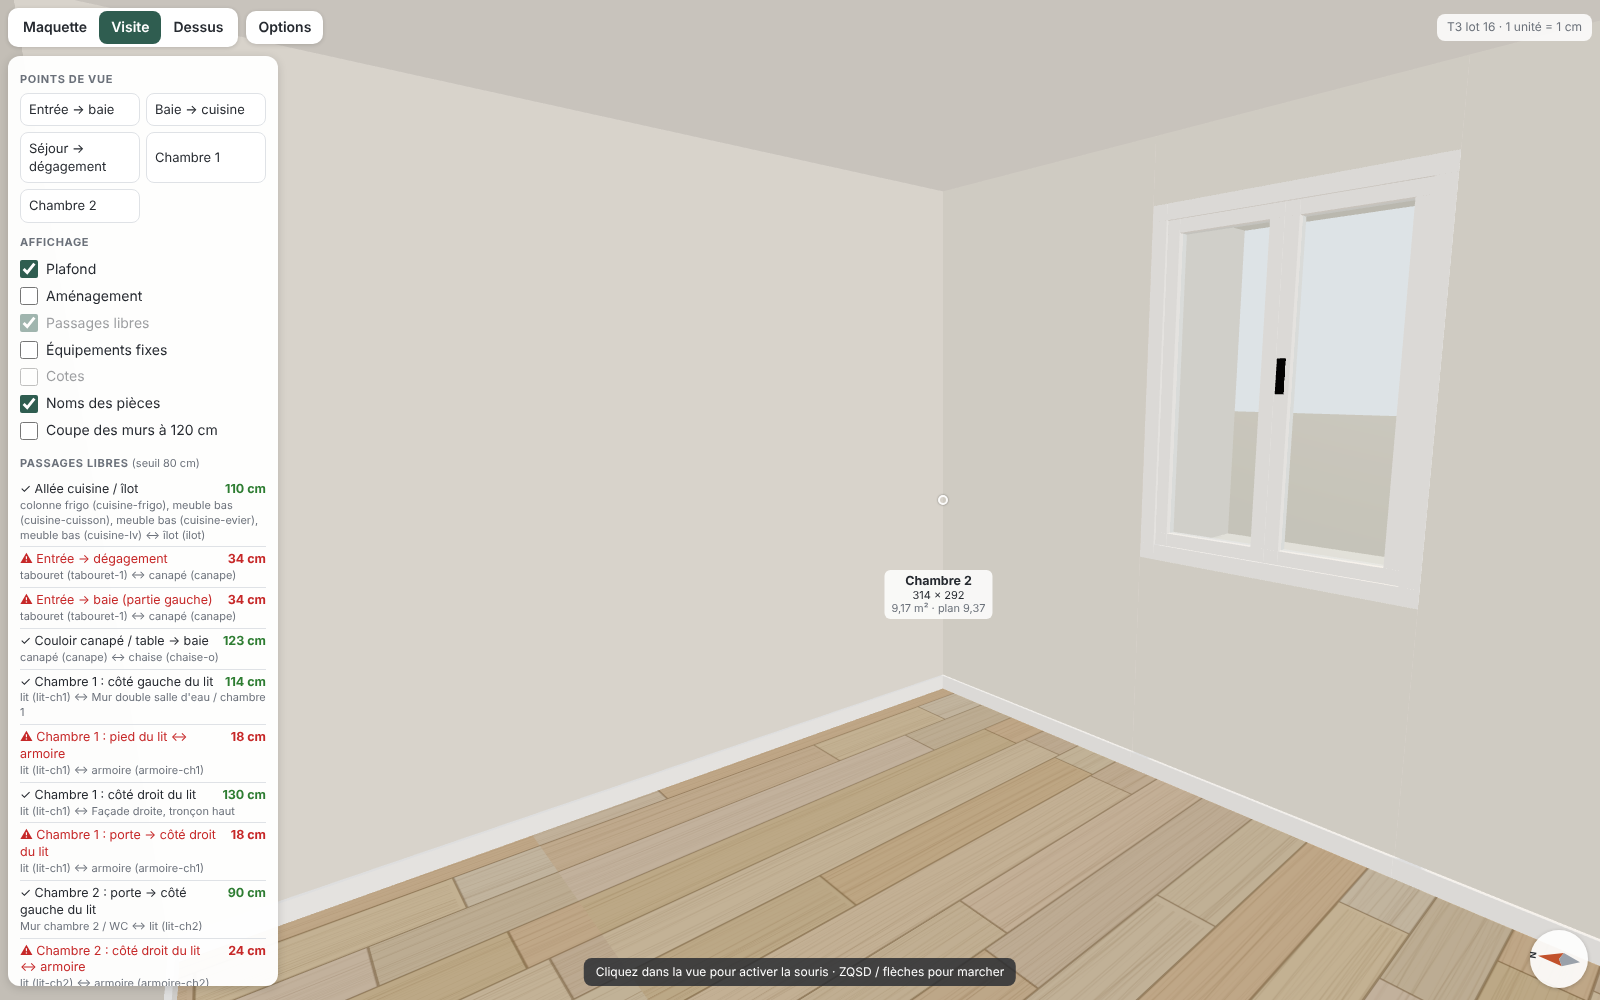 Maquette
Visite
Dessus
Options
T3 lot 16 · 1 unité = 1 cm
POINTS DE VUE
Entrée → baie
Baie → cuisine
Séjour →
dégagement
Chambre 1
Chambre 2
AFFICHAGE
Plafond
Aménagement
Passages libres
Équipements fixes
Cotes
Noms des pièces
Coupe des murs à 120 cm
PASSAGES LIBRES (seuil 80 cm)
✓ Allée cuisine / îlot 110 cm
colonne frigo (cuisine-frigo), meuble bas
(cuisine-cuisson), meuble bas (cuisine-evier),
meuble bas (cuisine-lv) ↔ îlot (ilot)
⚠ Entrée → dégagement 34 cm
tabouret (tabouret-1) ↔ canapé (canape)
⚠ Entrée → baie (partie gauche) 34 cm
tabouret (tabouret-1) ↔ canapé (canape)
✓ Couloir canapé / table → baie 123 cm
canapé (canape) ↔ chaise (chaise-o)
✓ Chambre 1 : côté gauche du lit 114 cm
lit (lit-ch1) ↔ Mur double salle d'eau / chambre
1
⚠ Chambre 1 : pied du lit ↔ 18 cm
armoire
lit (lit-ch1) ↔ armoire (armoire-ch1)
✓ Chambre 1 : côté droit du lit 130 cm
lit (lit-ch1) ↔ Façade droite, tronçon haut
⚠ Chambre 1 : porte → côté droit 18 cm
du lit
lit (lit-ch1) ↔ armoire (armoire-ch1)
✓ Chambre 2 : porte → côté 90 cm
gauche du lit
Mur chambre 2 / WC ↔ lit (lit-ch2)
⚠ Chambre 2 : côté droit du lit 24 cm
↔ armoire
lit (lit-ch2) ↔ armoire (armoire-ch2)
Chambre 2
314 × 292
9,17 m² · plan 9,37
Cliquez dans la vue pour activer la souris · ZQSD / flèches pour marcher
N